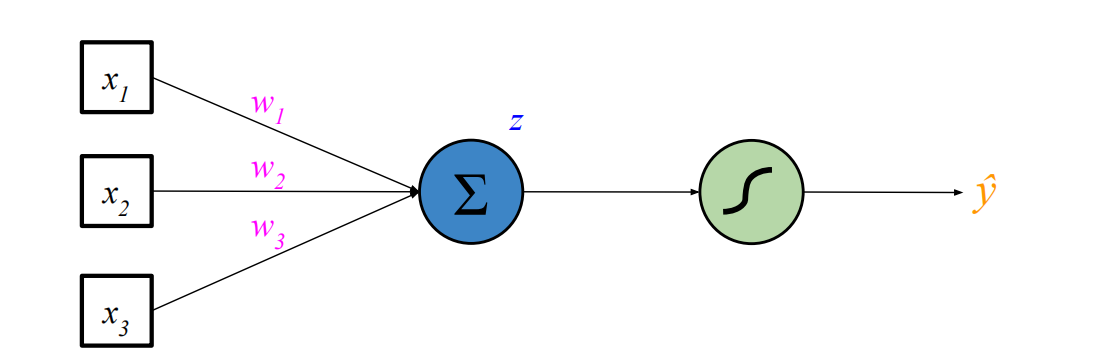 x₁
w₁
z
x₂
w₂
Σ
ŷ
w₃
x₃